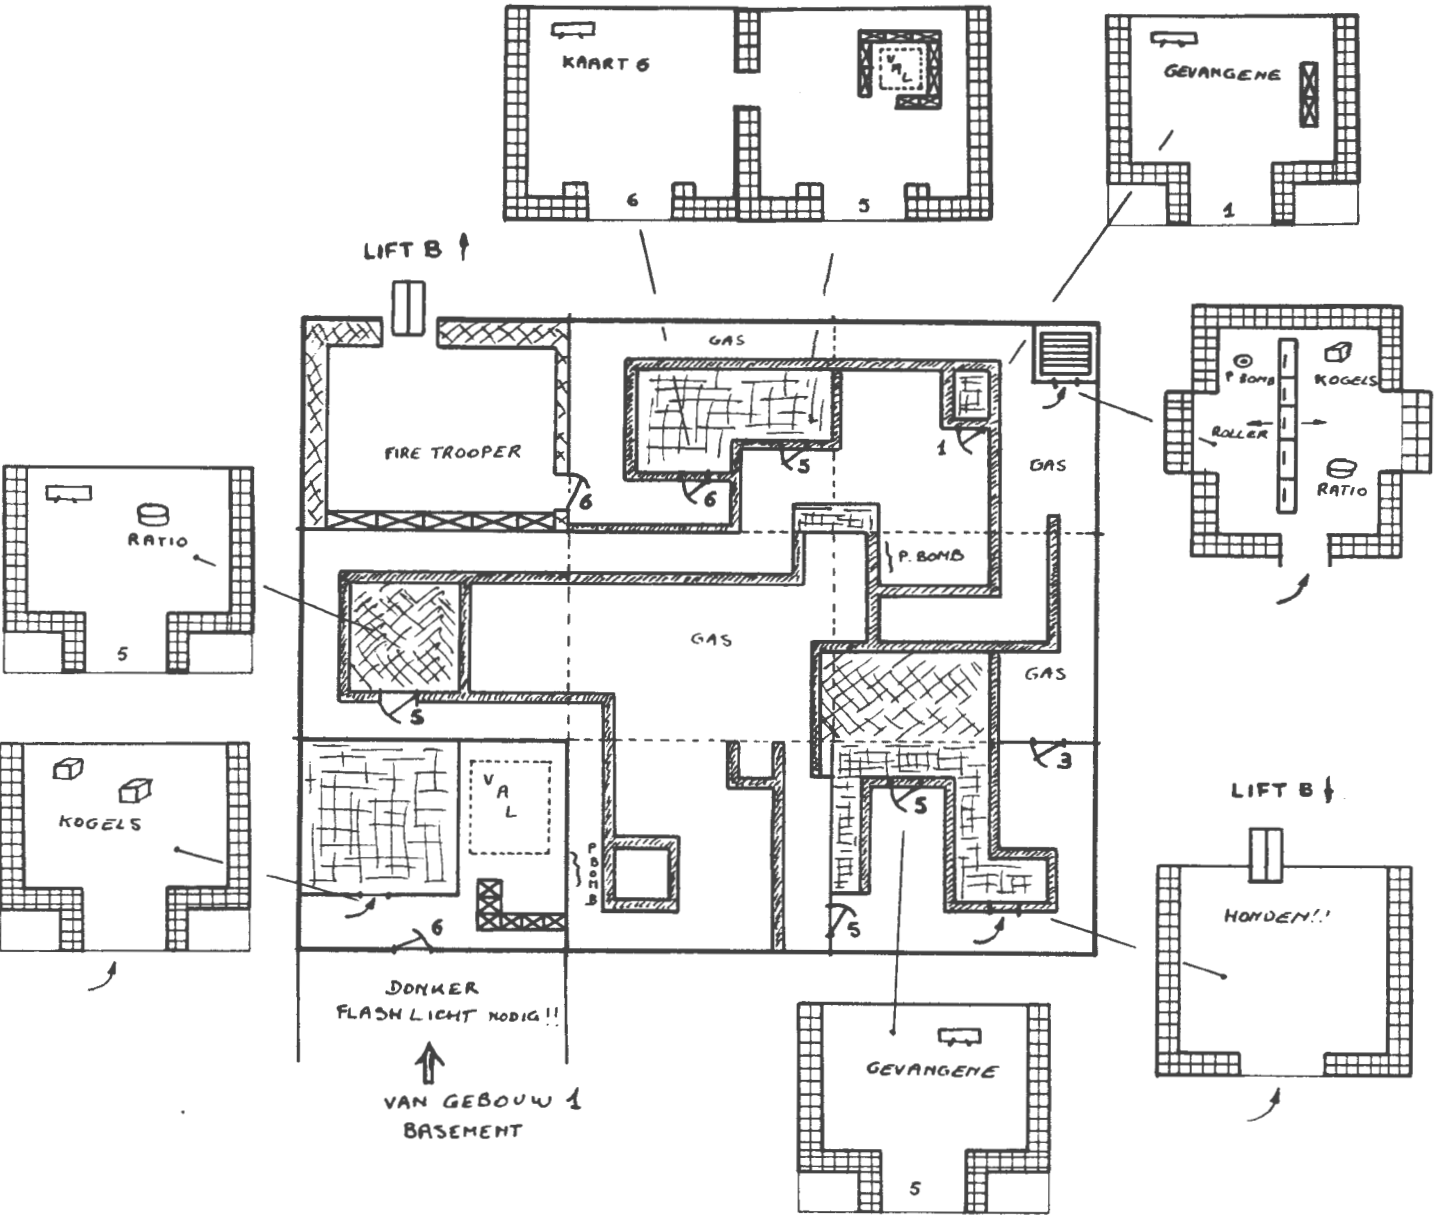 KAART 6
VAL
6
5
GEVANGENE
1
LIFT B
GAS
P. BOMB
KOGELS
ROLLER
RATIO
FIRE TROOPER
6
6
5
1
GAS
RATIO
5
P. BOMB
GAS
GAS
5
3
KOGELS
VAL
P BOMB
5
5
6
LIFT B
HONDEN!!
DONKER
FLASH LICHT NODIG!!
VAN GEBOUW 1
BASEMENT
GEVANGENE
5